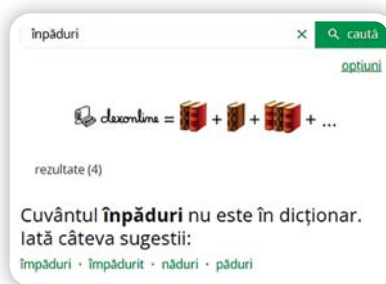 înpăduri × caută
opțiuni
dexonline = + + + ...
rezultate (4)
Cuvântul înpăduri nu este în dicționar.
Iată câteva sugestii:
împăduri · împădurit · năduri · păduri